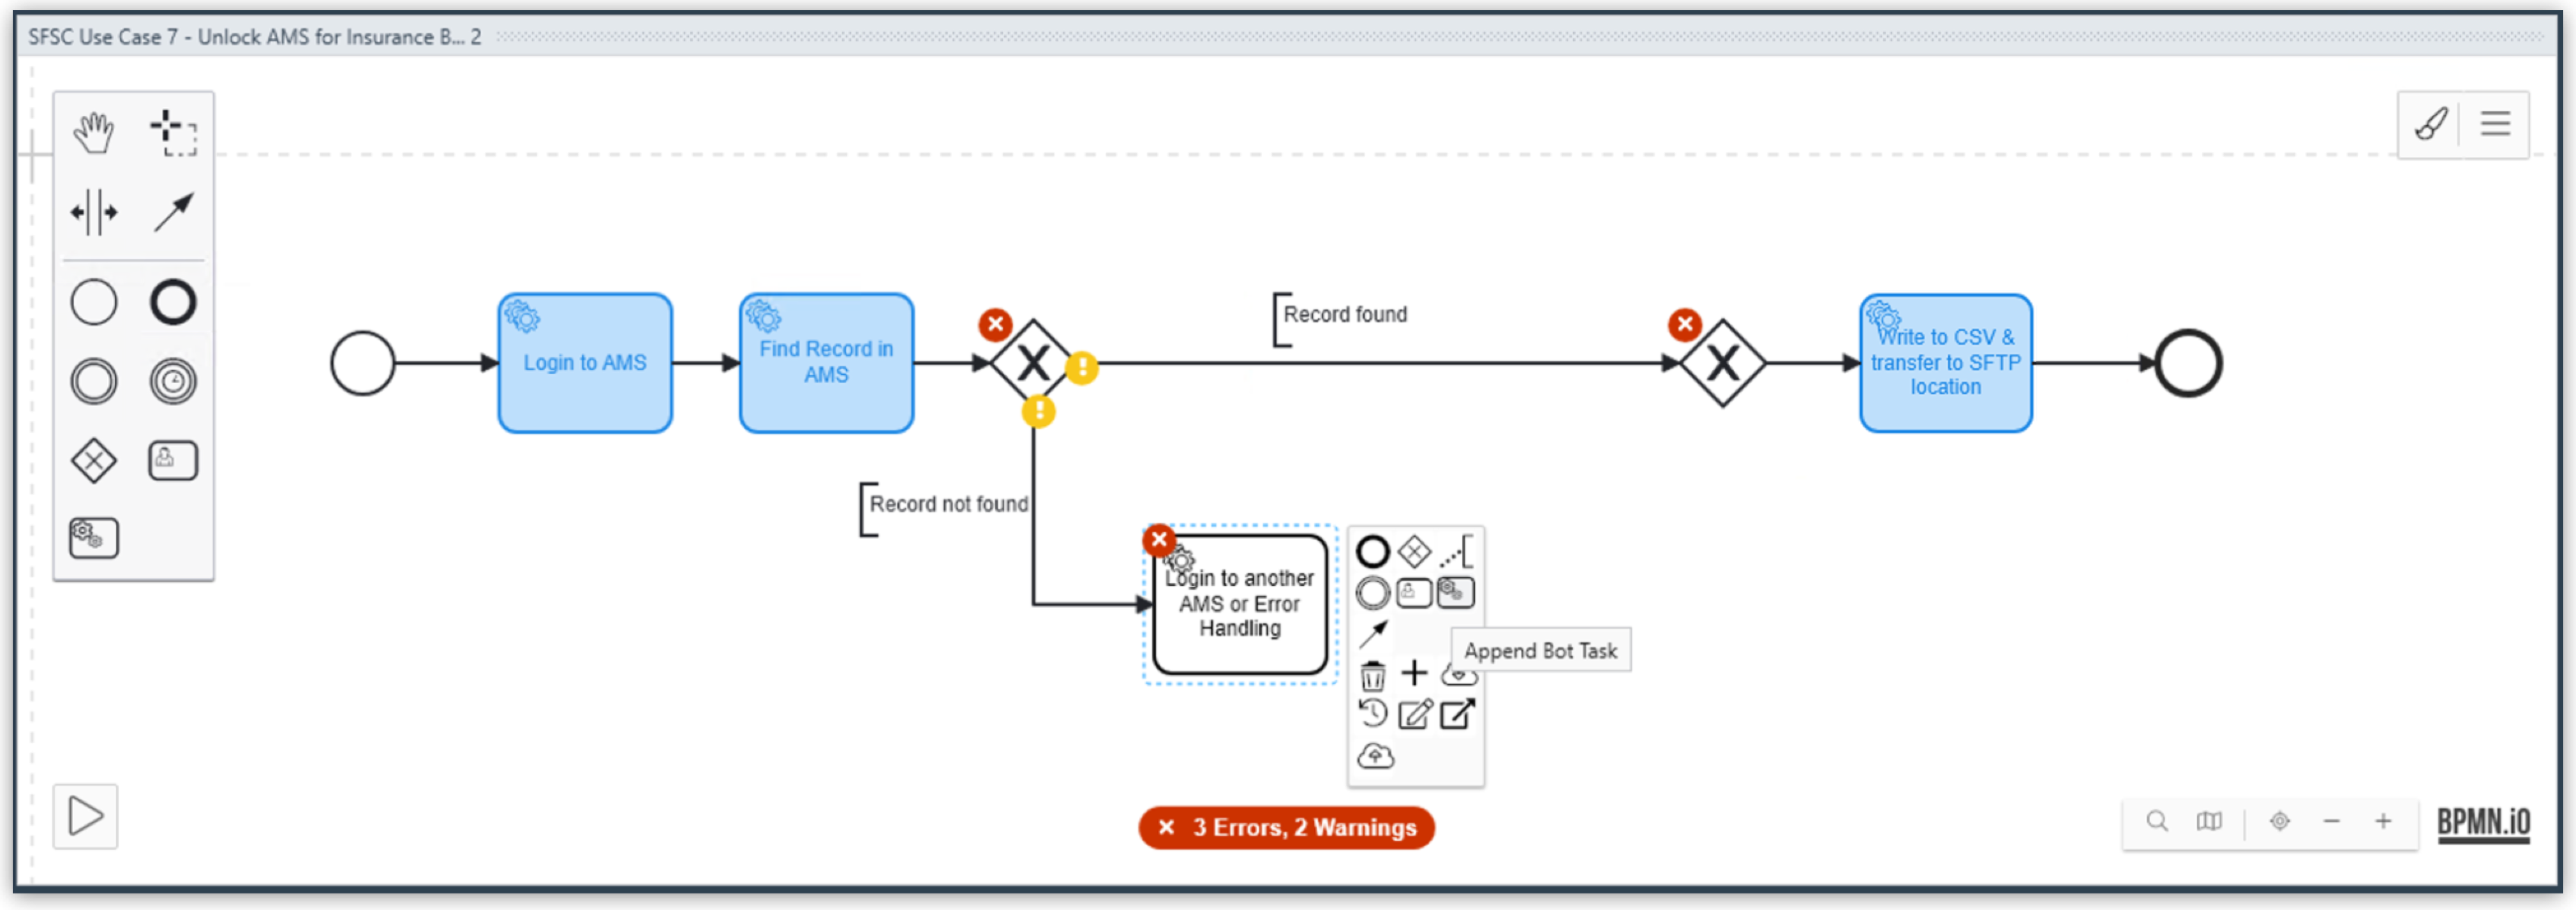 SFSC Use Case 7 - Unlock AMS for Insurance B... 2
Record found
Login to AMS
Find Record in
AMS
X
X
Write to CSV &
transfer to SFTP
location
Record not found
Login to another
AMS or Error
Handling
Append Bot Task
3 Errors, 2 Warnings
BPMN.iO